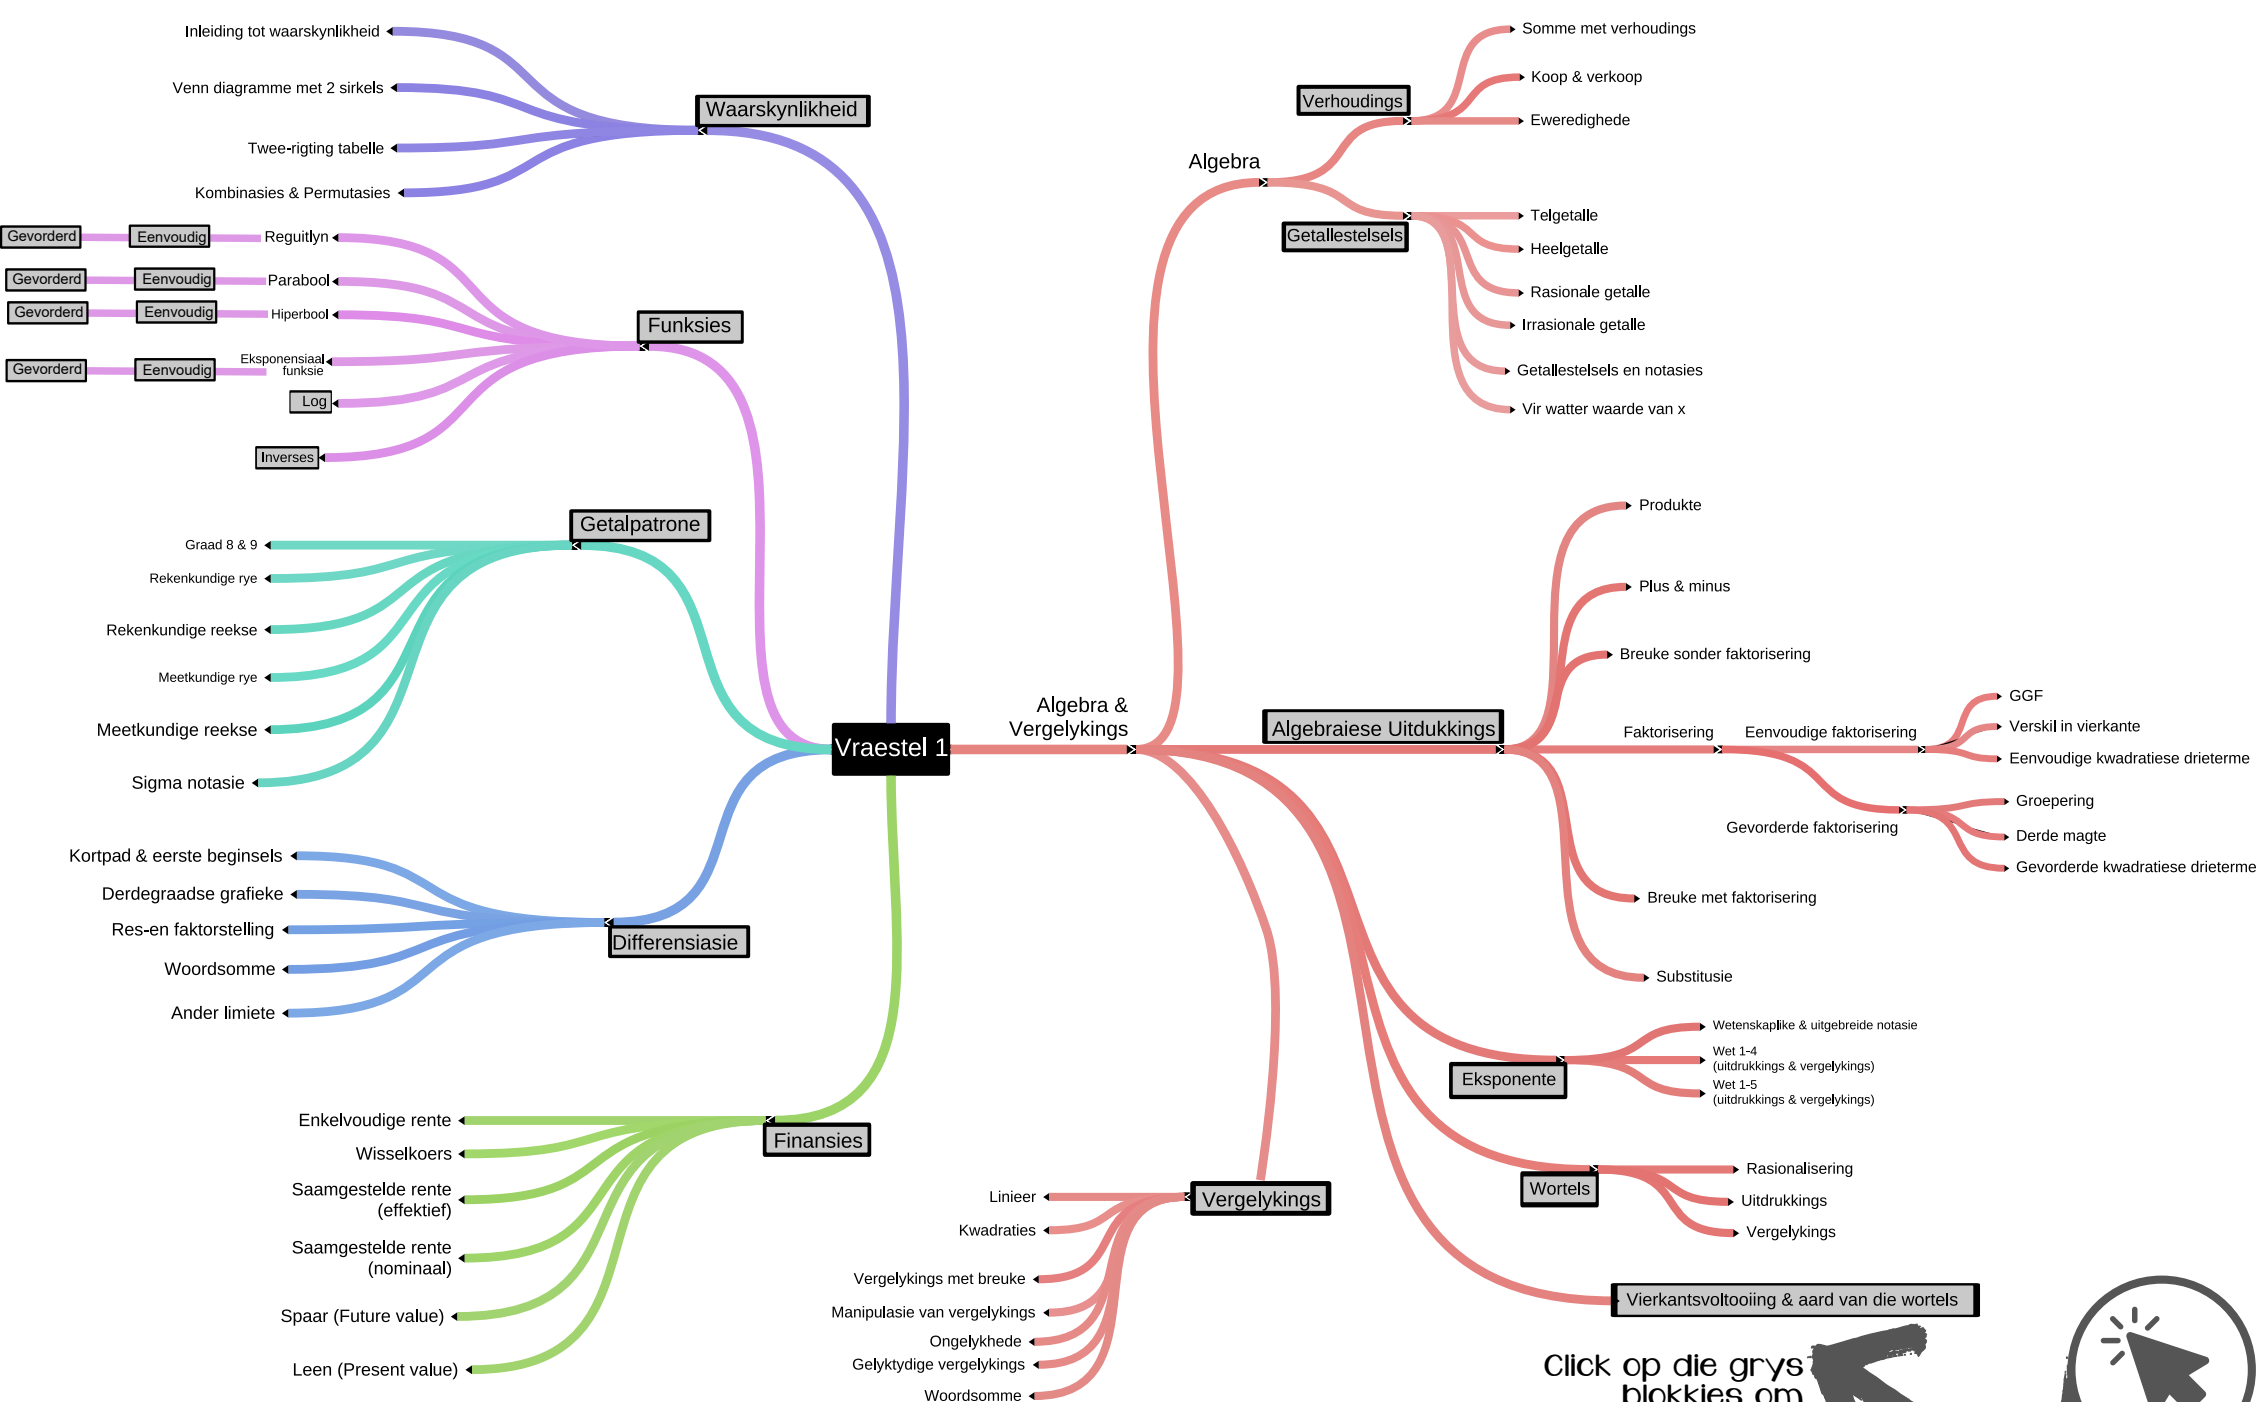 Inleiding tot waarskynlikheid
Venn diagramme met 2 sirkels
Twee-rigting tabelle
Kombinasies & Permutasies
Waarskynlikheid
Gevorderd
Eenvoudig
Reguitlyn
Gevorderd
Eenvoudig
Parabool
Gevorderd
Eenvoudig
Hiperbool
Gevorderd
Eenvoudig
Eksponensiaal
funksie
Log
Inverses
Funksies
Getalpatrone
Graad 8 & 9
Rekenkundige rye
Rekenkundige reekse
Meetkundige rye
Meetkundige reekse
Sigma notasie
Kortpad & eerste beginsels
Derdegraadse grafieke
Res-en faktorstelling
Woordsomme
Ander limiete
Differensiasie
Enkelvoudige rente
Wisselkoers
Saamgestelde rente
(effektief)
Saamgestelde rente
(nominaal)
Spaar (Future value)
Leen (Present value)
Finansies
Vraestel 1
Algebra &
Vergelykings
Algebra
Verhoudings
Somme met verhoudings
Koop & verkoop
Eweredighede
Getallestelsels
Telgetalle
Heelgetalle
Rasionale getalle
Irrasionale getalle
Getallestelsels en notasies
Vir watter waarde van x
Algebraiese Uitdukkings
Produkte
Plus & minus
Breuke sonder faktorisering
Faktorisering
Eenvoudige faktorisering
GGF
Verskil in vierkante
Eenvoudige kwadratiese drieterme
Gevorderde faktorisering
Groepering
Derde magte
Gevorderde kwadratiese drieterme
Breuke met faktorisering
Substitusie
Eksponente
Wetenskaplike & uitgebreide notasie
Wet 1-4
(uitdrukkings & vergelykings)
Wet 1-5
(uitdrukkings & vergelykings)
Wortels
Rasionalisering
Uitdrukkings
Vergelykings
Vierkantsvoltooiing & aard van die wortels
Vergelykings
Linieer
Kwadraties
Vergelykings met breuke
Manipulasie van vergelykings
Ongelykhede
Gelyktydige vergelykings
Woordsomme
Click op die grys
blokkies om